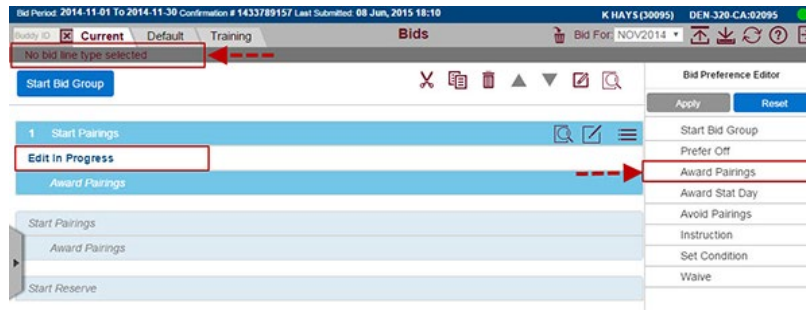 Bid Period: 2014-11-01 To 2014-11-30 Confirmation # 1433789157 Last Submitted: 08 Jun, 2015 18:10 K HAYS (30095) DEN-320-CA:02095
Buddy ID Current Default Training Bids Bid For: NOV2014
No bid line type selected
Start Bid Group
Bid Preference Editor
Apply Reset
1 Start Pairings
Edit In Progress
Award Pairings
Start Pairings
Award Pairings
Start Reserve
Start Bid Group
Prefer Off
Award Pairings
Award Stat Day
Avoid Pairings
Instruction
Set Condition
Waive